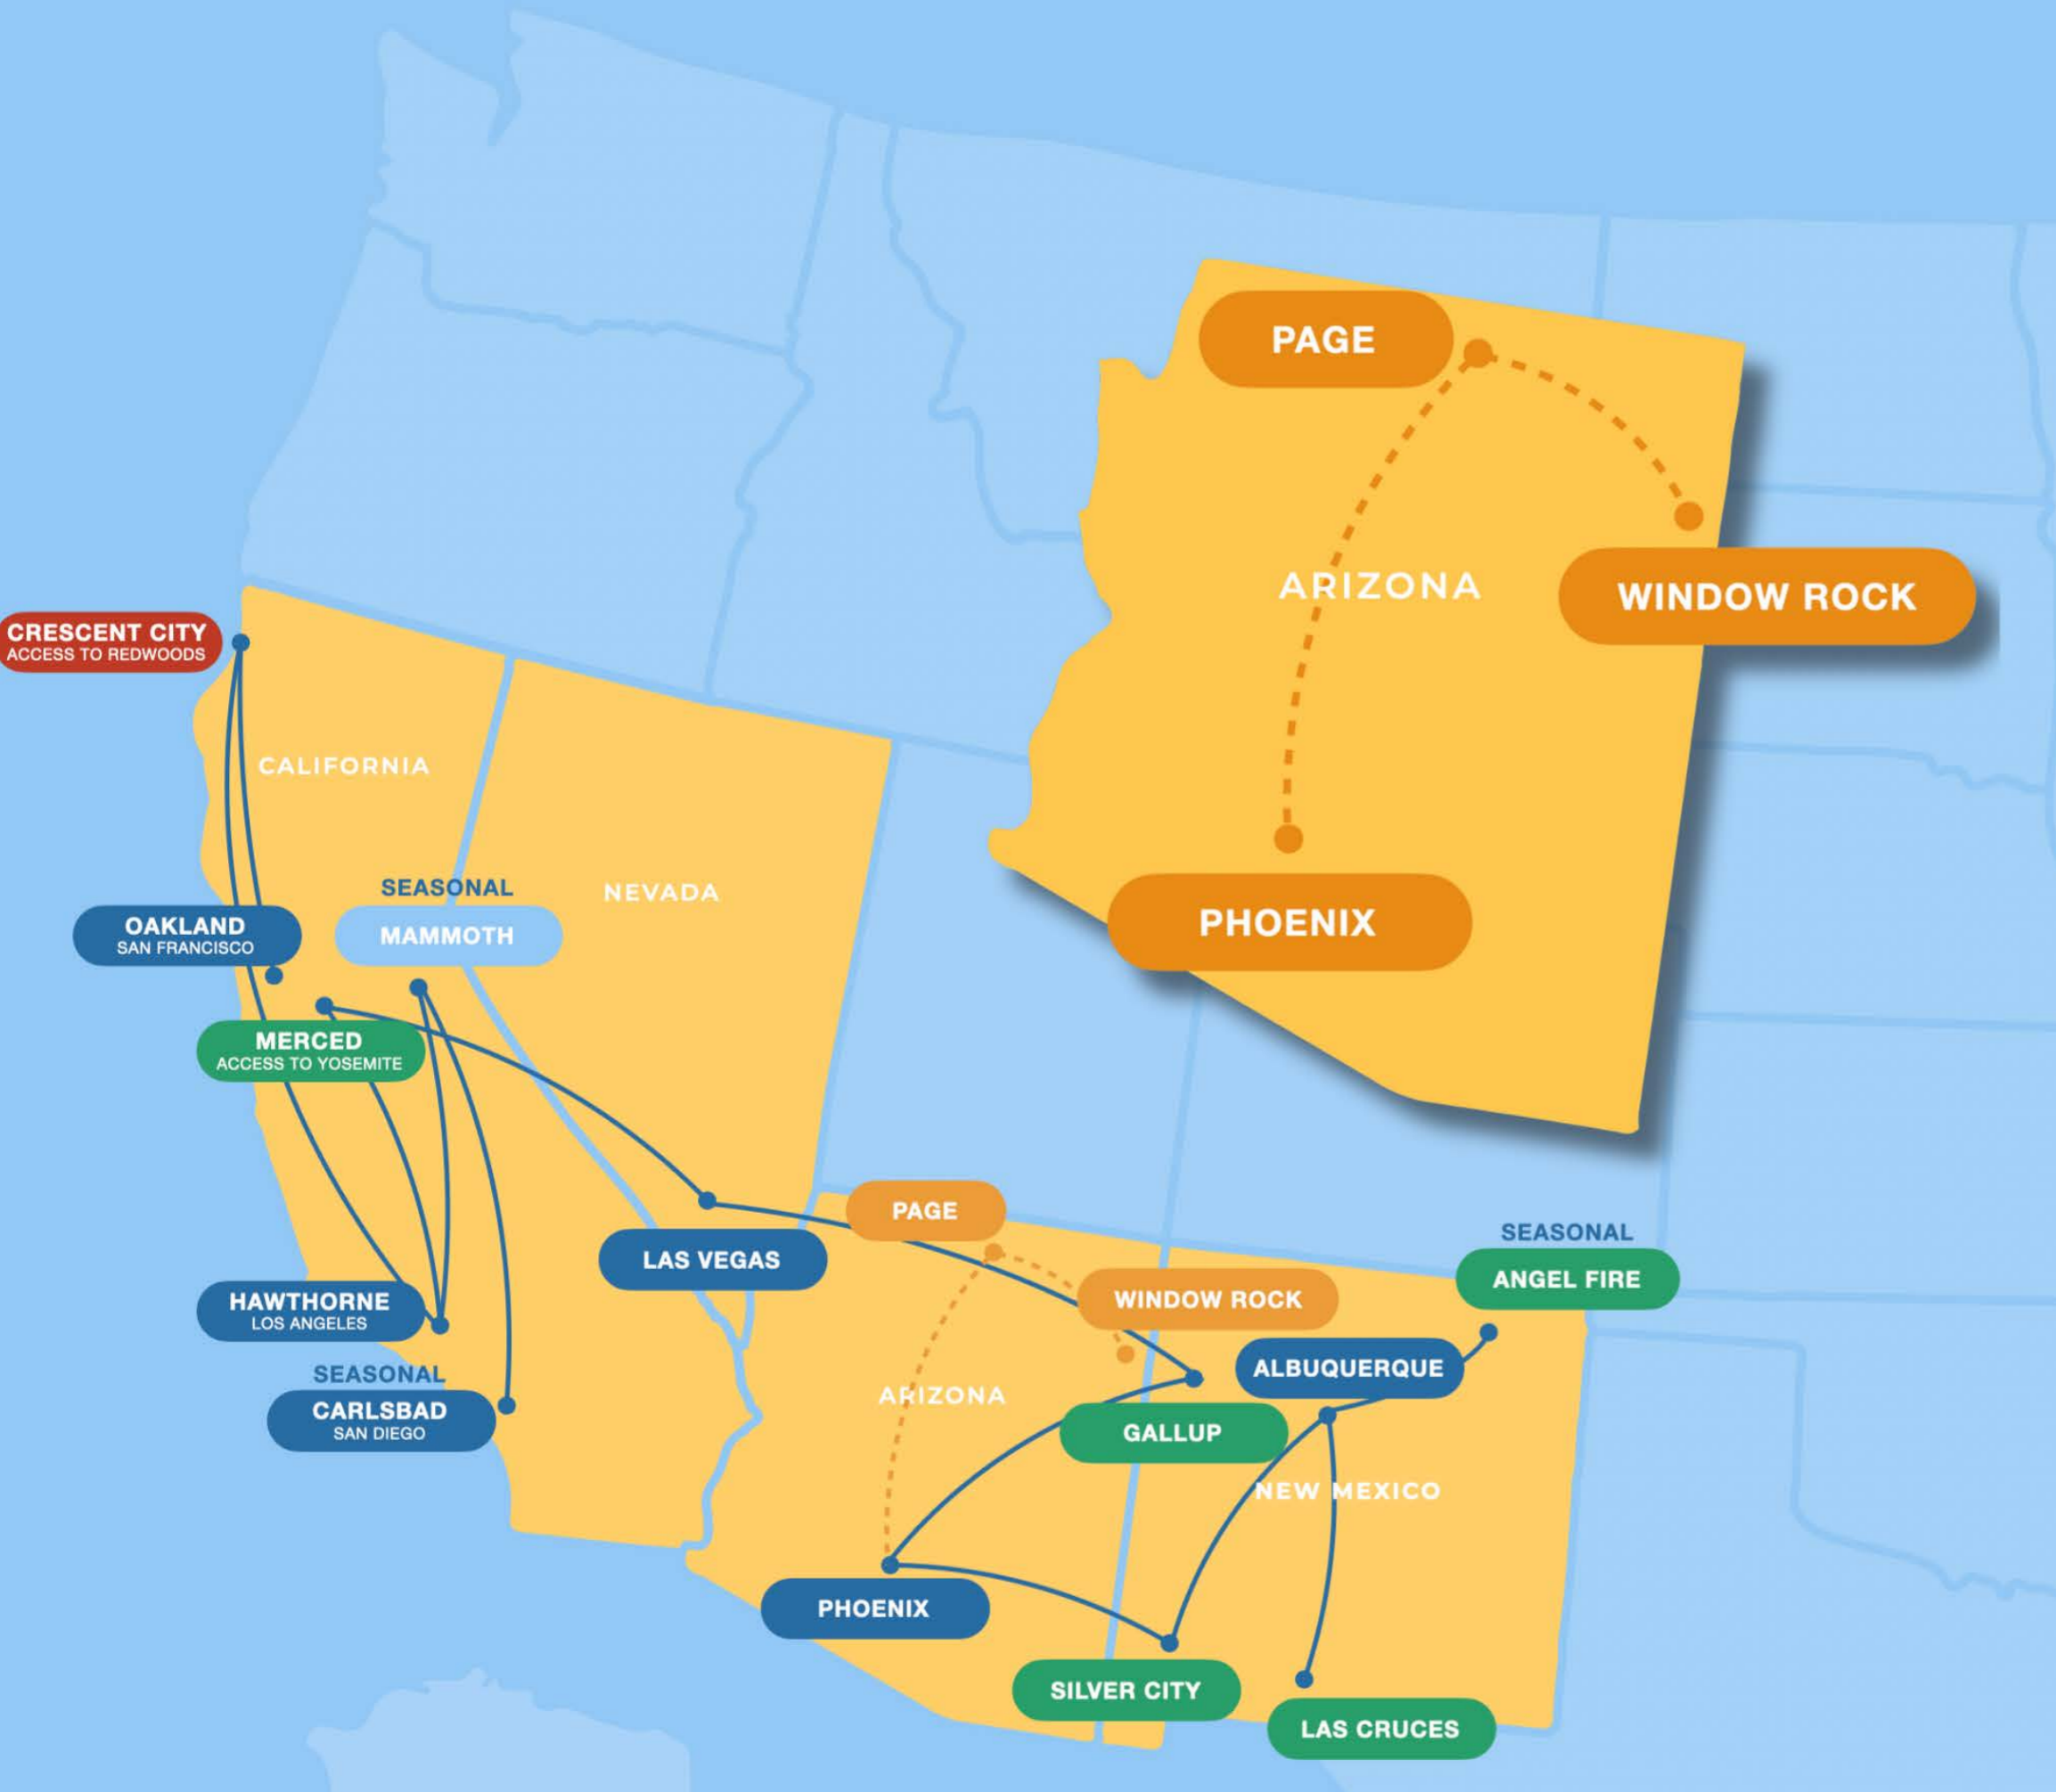 PAGE
ARIZONA
WINDOW ROCK
PHOENIX
CRESCENT CITY
ACCESS TO REDWOODS
CALIFORNIA
SEASONAL
MAMMOTH
NEVADA
OAKLAND
SAN FRANCISCO
MERCED
ACCESS TO YOSEMITE
PAGE
SEASONAL
ANGEL FIRE
LAS VEGAS
WINDOW ROCK
HAWTHORNE
LOS ANGELES
ALBUQUERQUE
SEASONAL
CARLSBAD
SAN DIEGO
ARIZONA
GALLUP
NEW MEXICO
PHOENIX
SILVER CITY
LAS CRUCES